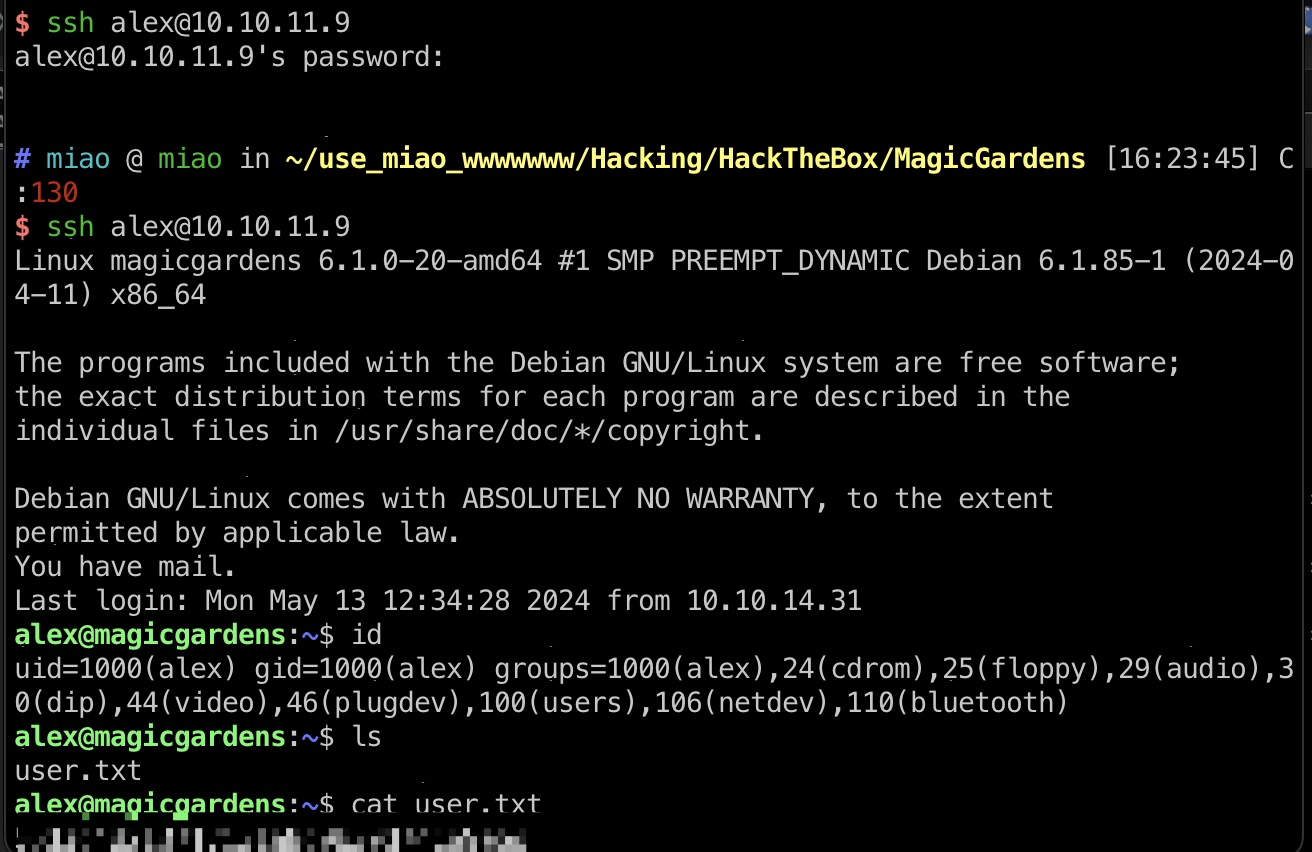 $ ssh alex@10.10.11.9
alex@10.10.11.9's password:
# miao @ miao in ~/use_miao_wwwwwww/Hacking/HackTheBox/MagicGardens [16:23:45] C
:130
$ ssh alex@10.10.11.9
Linux magicgardens 6.1.0-20-amd64 #1 SMP PREEMPT_DYNAMIC Debian 6.1.85-1 (2024-0
4-11) x86_64
The programs included with the Debian GNU/Linux system are free software;
the exact distribution terms for each program are described in the
individual files in /usr/share/doc/*/copyright.
Debian GNU/Linux comes with ABSOLUTELY NO WARRANTY, to the extent
permitted by applicable law.
You have mail.
Last login: Mon May 13 12:34:28 2024 from 10.10.14.31
alex@magicgardens:~$ id
uid=1000(alex) gid=1000(alex) groups=1000(alex),24(cdrom),25(floppy),29(audio),3
0(dip),44(video),46(plugdev),100(users),106(netdev),110(bluetooth)
alex@magicgardens:~$ ls
user.txt
alex@magicgardens:~$ cat user.txt